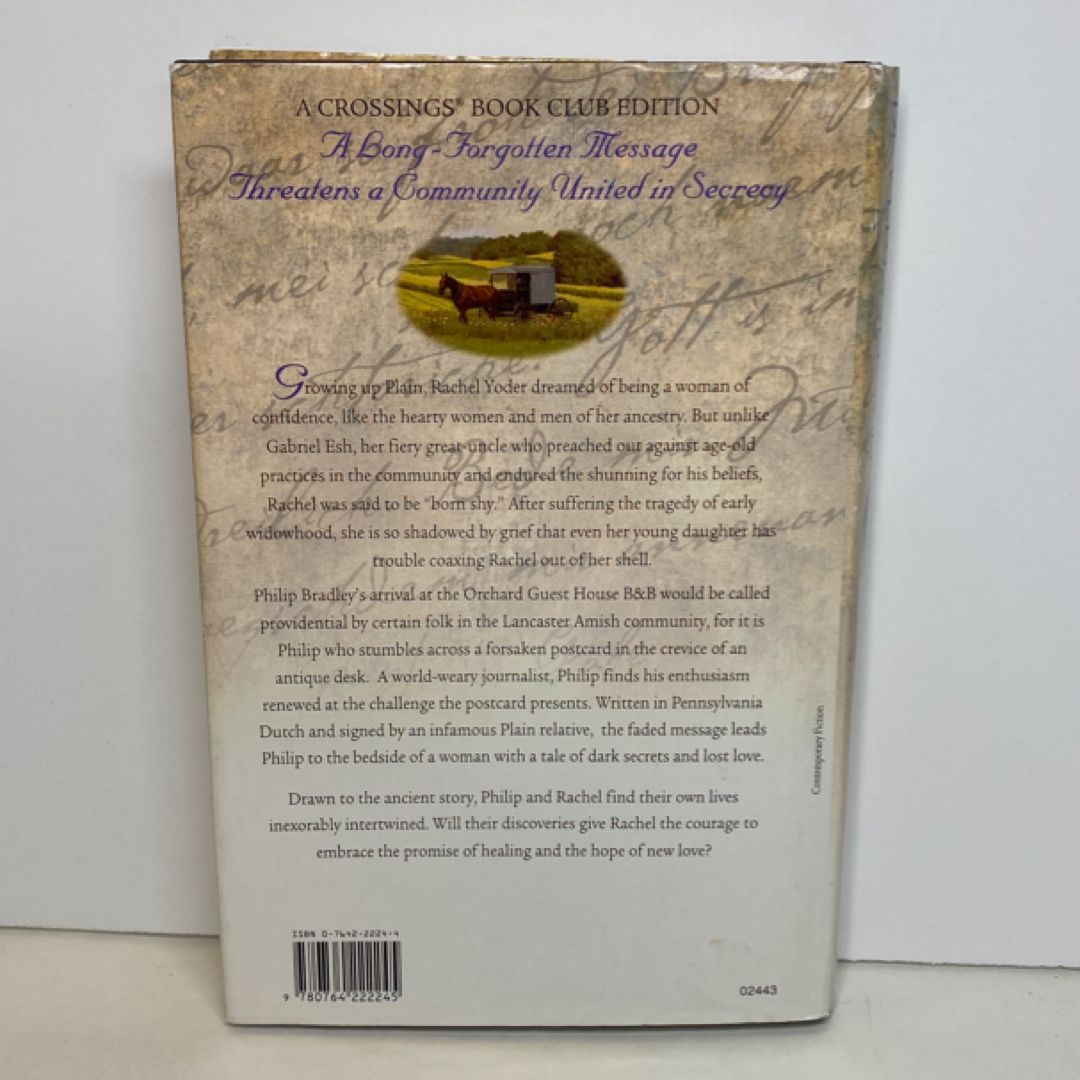 A CROSSINGS® BOOK CLUB EDITION
A Long-Forgotten Message
Threatens a Community United in Secrecy
Growing up Plain, Rachel Yoder dreamed of being a woman of
confidence, like the hearty women and men of her ancestry. But unlike
Gabriel Esh, her fiery great-uncle who preached out against age-old
practices in the community and endured the shunning for his beliefs,
Rachel was said to be “born shy.” After suffering the tragedy of early
widowhood, she is so shadowed by grief that even her young daughter has
trouble coaxing Rachel out of her shell.
Philip Bradley’s arrival at the Orchard Guest House B&B would be called
providential by certain folk in the Lancaster Amish community, for it is
Philip who stumbles across a forsaken postcard in the crevice of an
antique desk. A world-weary journalist, Philip finds his enthusiasm
renewed at the challenge the postcard presents. Written in Pennsylvania
Dutch and signed by an infamous Plain relative, the faded message leads
Philip to the bedside of a woman with a tale of dark secrets and lost love.
Drawn to the ancient story, Philip and Rachel find their own lives
inexorably intertwined. Will their discoveries give Rachel the courage to
embrace the promise of healing and the hope of new love?
Contemporary Fiction
ISBN 0-7642-2224-4
9 780764 222245
02443